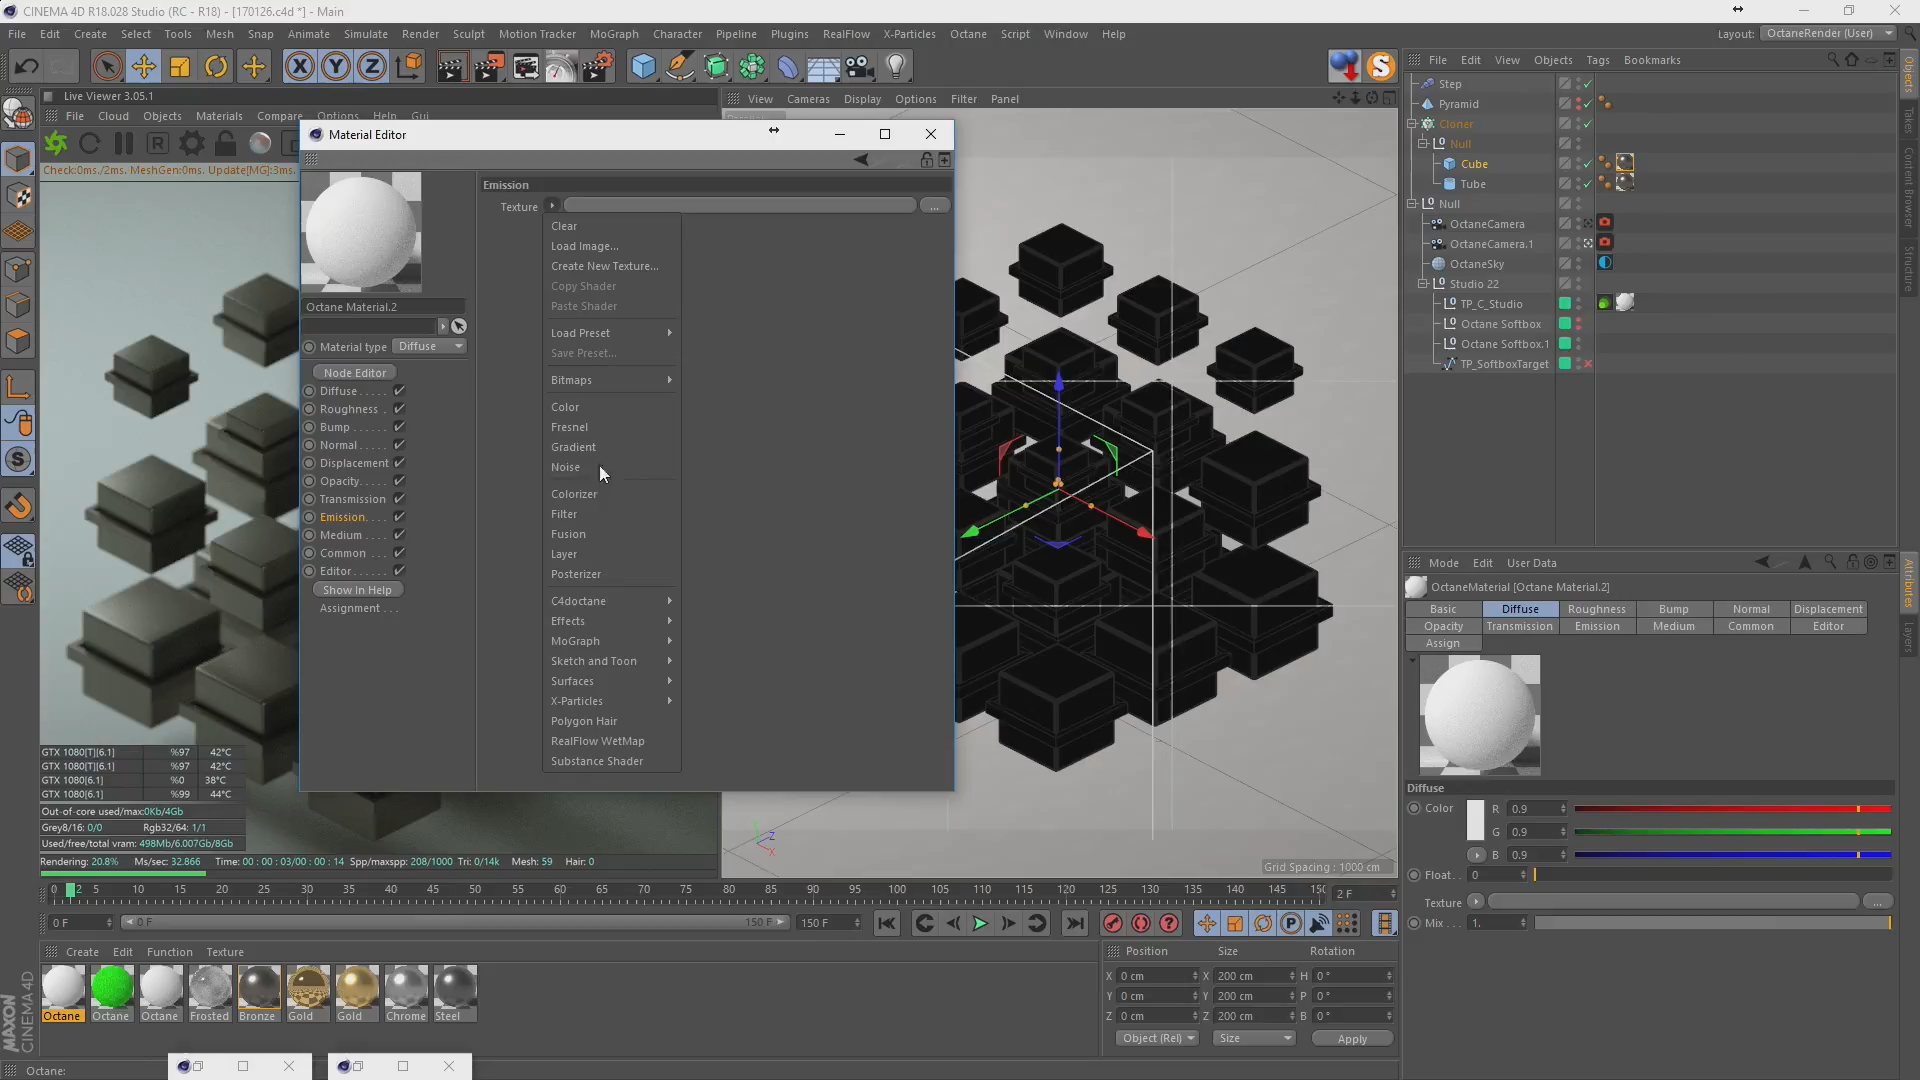 CINEMA 4D R18.028 Studio (RC - R18) - [170126.c4d *] - Main
File Edit Create Select Tools Mesh Snap Animate Simulate Render Sculpt Motion Tracker MoGraph Character Pipeline Plugins RealFlow X-Particles Octane Script Window Help
Layout: OctaneRender (User)
Live Viewer 3.05.1
File Cloud Objects Materials Compare Options Help Gui
Check:0ms./2ms. MeshGen:0ms. Update[MG]:3ms.
Material Editor
Octane Material.2
Material type Diffuse
Node Editor
Diffuse
Roughness
Bump
Normal
Displacement
Opacity
Transmission
Emission
Medium
Common
Editor
Show In Help
Assignment
Emission
Texture
...
Clear
Load Image...
Create New Texture...
Copy Shader
Paste Shader
Load Preset
Save Preset...
Bitmaps
Color
Fresnel
Gradient
Noise
Colorizer
Filter
Fusion
Layer
Posterizer
C4doctane
Effects
MoGraph
Sketch and Toon
Surfaces
X-Particles
Polygon Hair
RealFlow WetMap
Substance Shader
GTX 1080[T][6.1] %97 42°C
GTX 1080[T][6.1] %97 42°C
GTX 1080[6.1] %0 38°C
GTX 1080[6.1] %99 44°C
Out-of-core used/max:0Kb/4Gb
Grey8/16: 0/0 Rgb32/64: 1/1
Used/free/total vram: 498Mb/6.007Gb/8Gb
Rendering: 20.8% Ms/sec: 32.866 Time: 00 : 00 : 03/00 : 00 : 14 Spp/maxspp: 208/1000 Tri: 0/14k Mesh: 59 Hair: 0
View Cameras Display Options Filter Panel
Y
Z
X
Grid Spacing : 1000 cm
0 2 5 10 15 20 25 30 35 40 45 50 55 60 65 70 75 80 85 90 95 100 105 110 115 120 125 130 135 140 145
2 F
0 F 0 F 150 F 150 F
Create Edit Function Texture
Octane Octane Octane Frosted Bronze Gold Gold Chrome Steel
Position Size Rotation
X 0 cm X 200 cm H 0 °
Y 0 cm Y 200 cm P 0 °
Z 0 cm Z 200 cm B 0 °
Object (Rel) Size Apply
MAXON
CINEMA 4D
Octane:
File Edit View Objects Tags Bookmarks
Step
Pyramid
Cloner
Null
Cube
Tube
Null
OctaneCamera
OctaneCamera.1
OctaneSky
Studio 22
TP_C_Studio
Octane Softbox
Octane Softbox.1
TP_SoftboxTarget
Objects
Takes
Content Browser
Structure
Mode Edit User Data
OctaneMaterial [Octane Material.2]
Basic Diffuse Roughness Bump Normal Displacement
Opacity Transmission Emission Medium Common Editor
Assign
Diffuse
Color R 0.9
G 0.9
B 0.9
Float 0
Texture ...
Mix 1.
Attributes
Layers